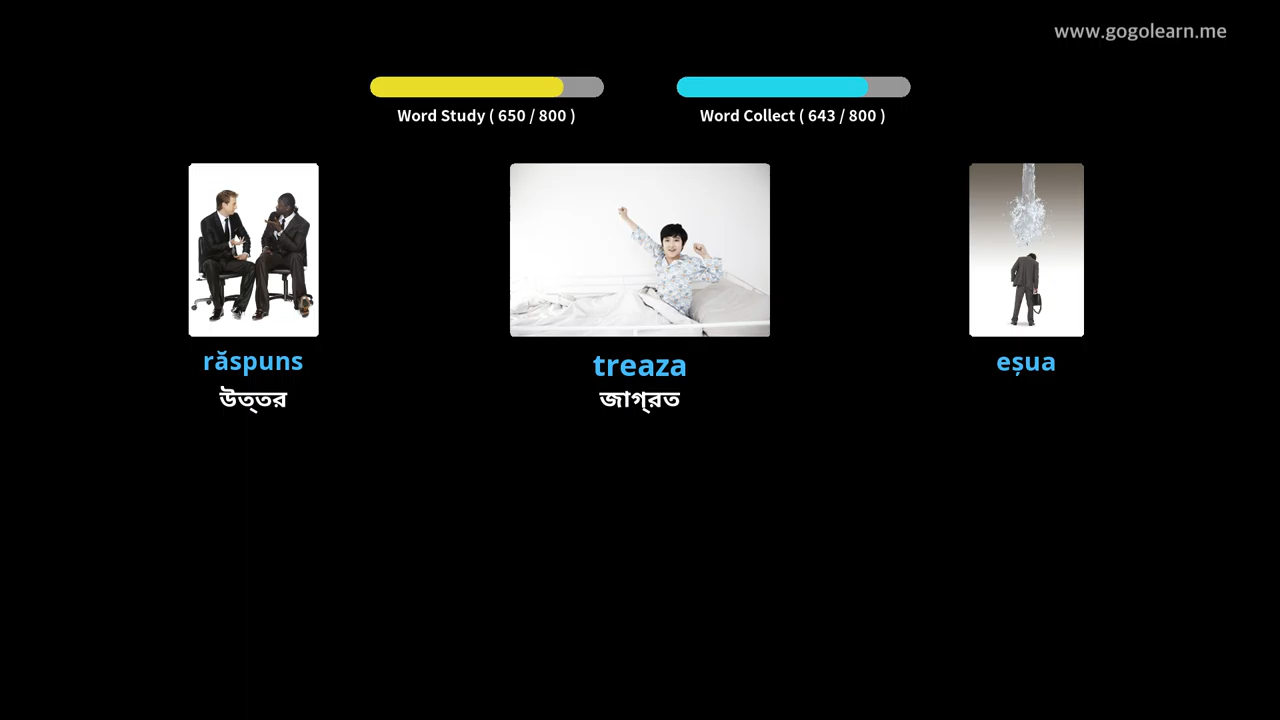 www.gogolearn.me
Word Study ( 650 / 800 )
Word Collect ( 643 / 800 )
răspuns
treaza
eșua
উত্তর
জাগ্রত